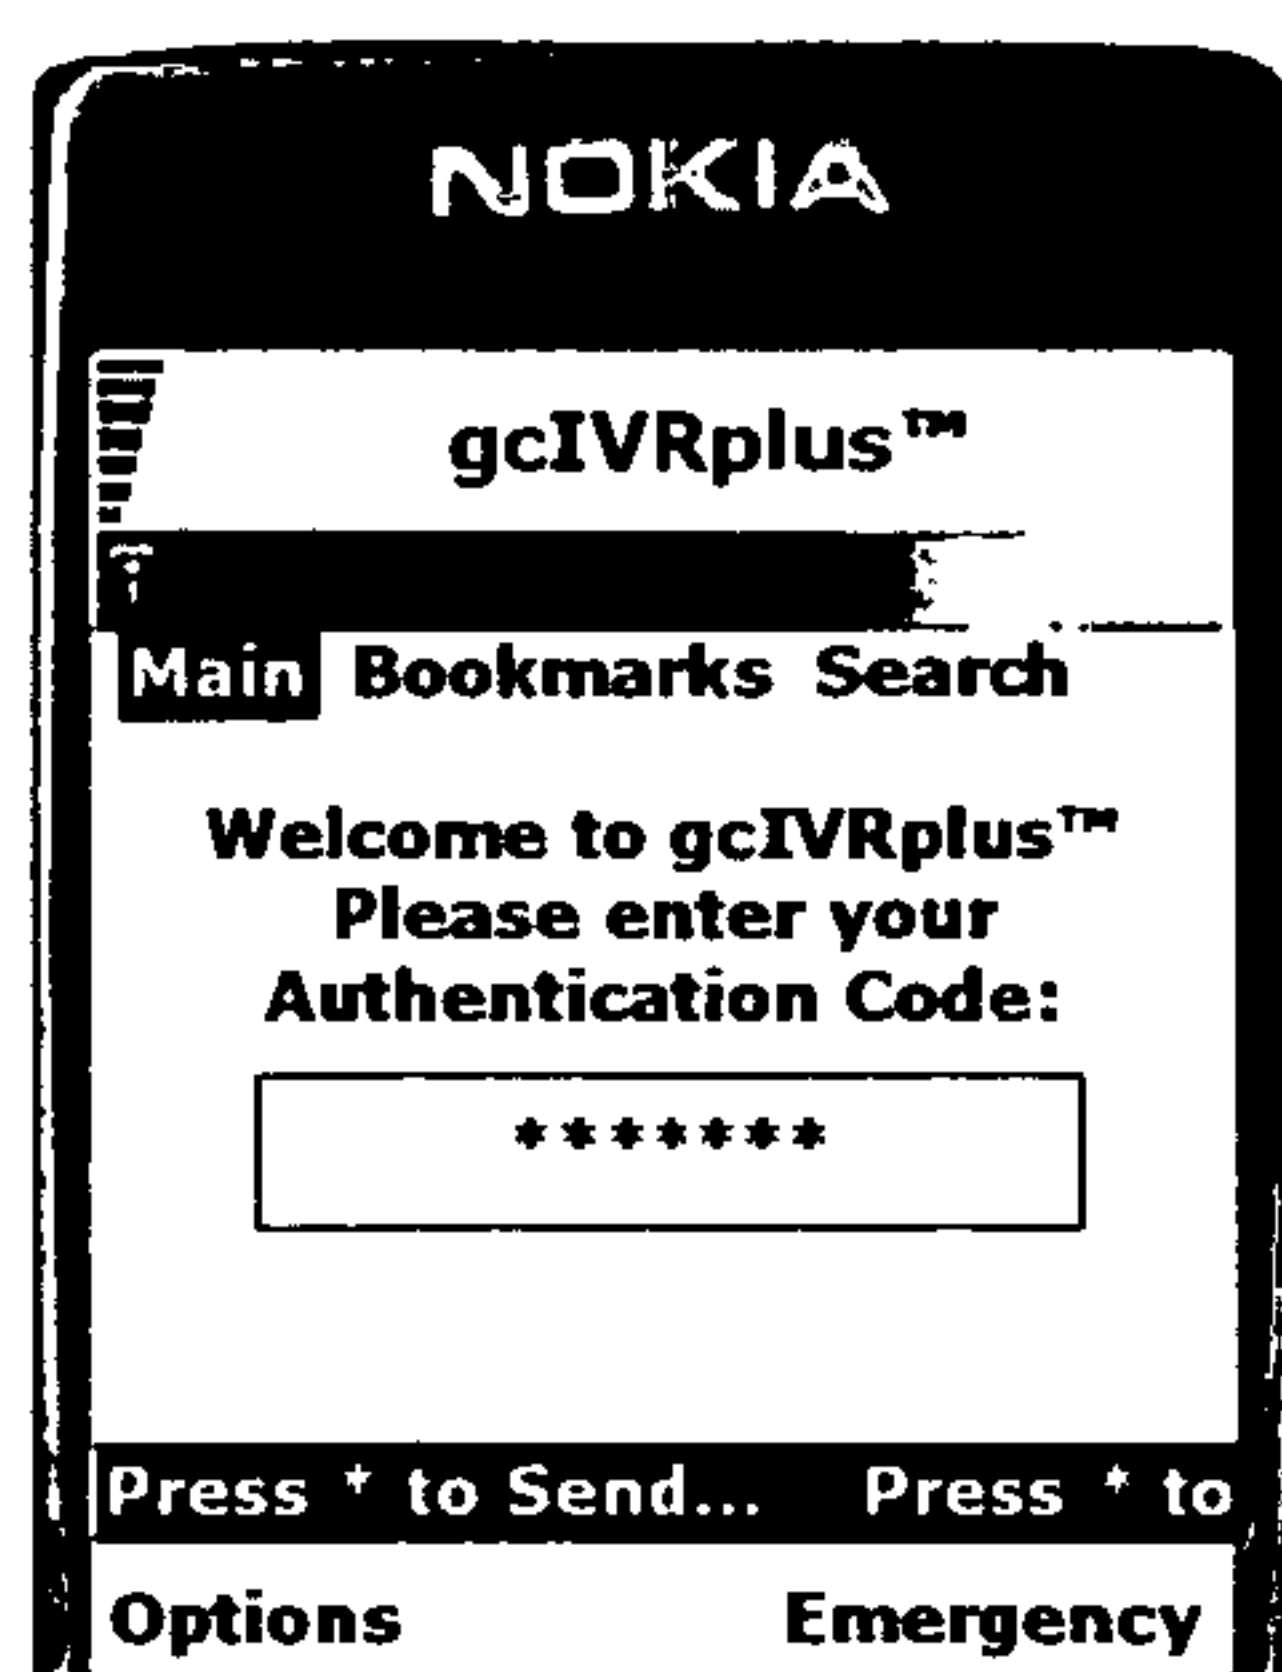 NOKIA
gcIVRplus™
Main Bookmarks Search
Welcome to gcIVRplus™
Please enter your
Authentication Code:
*******
Press * to Send... Press * to
Options Emergency